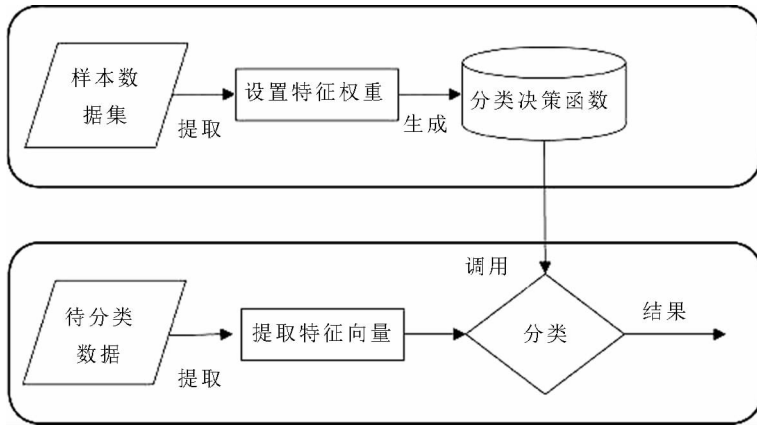 样本数
据集
提取
设置特征权重
生成
分类决策函数
调用
待分类
数据
提取
提取特征向量
分类
结果